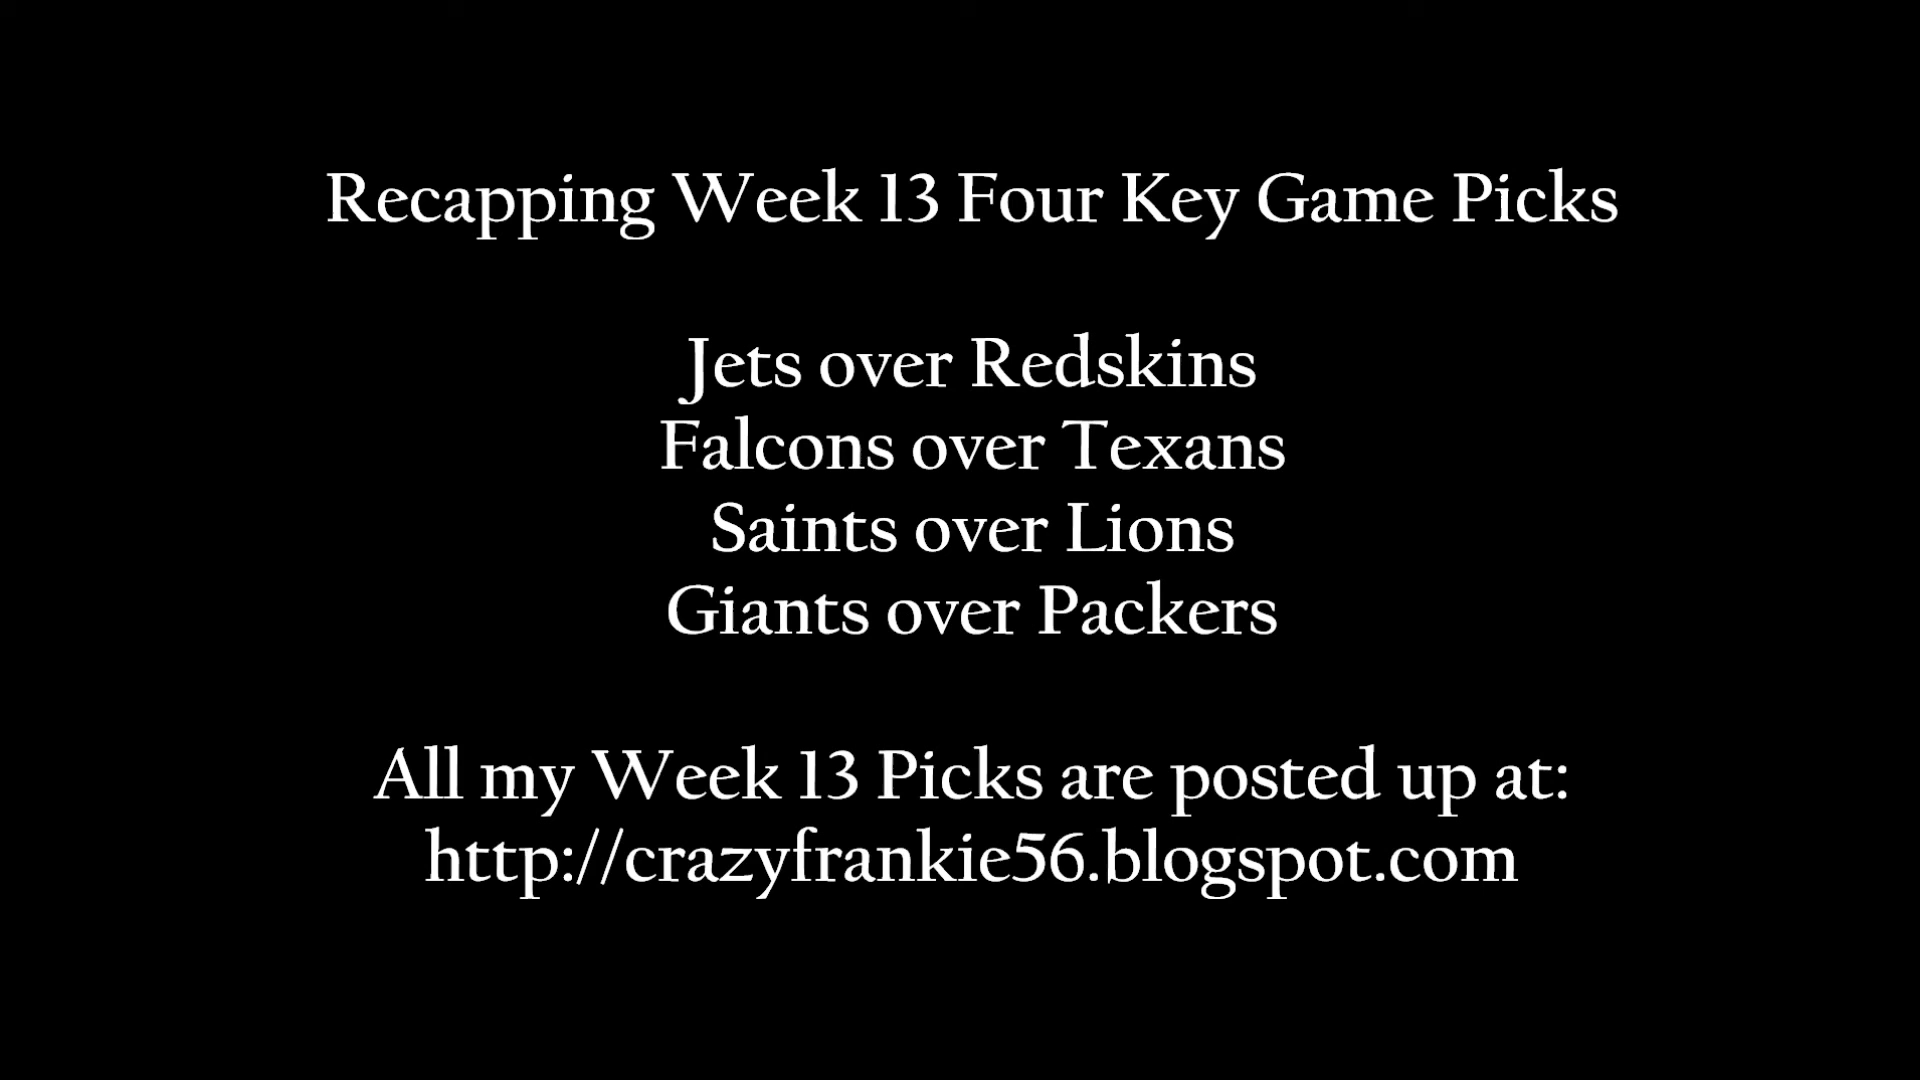 Recapping Week 13 Four Key Game Picks
Jets over Redskins
Falcons over Texans
Saints over Lions
Giants over Packers
All my Week 13 Picks are posted up at:
http://crazyfrankie56.blogspot.com